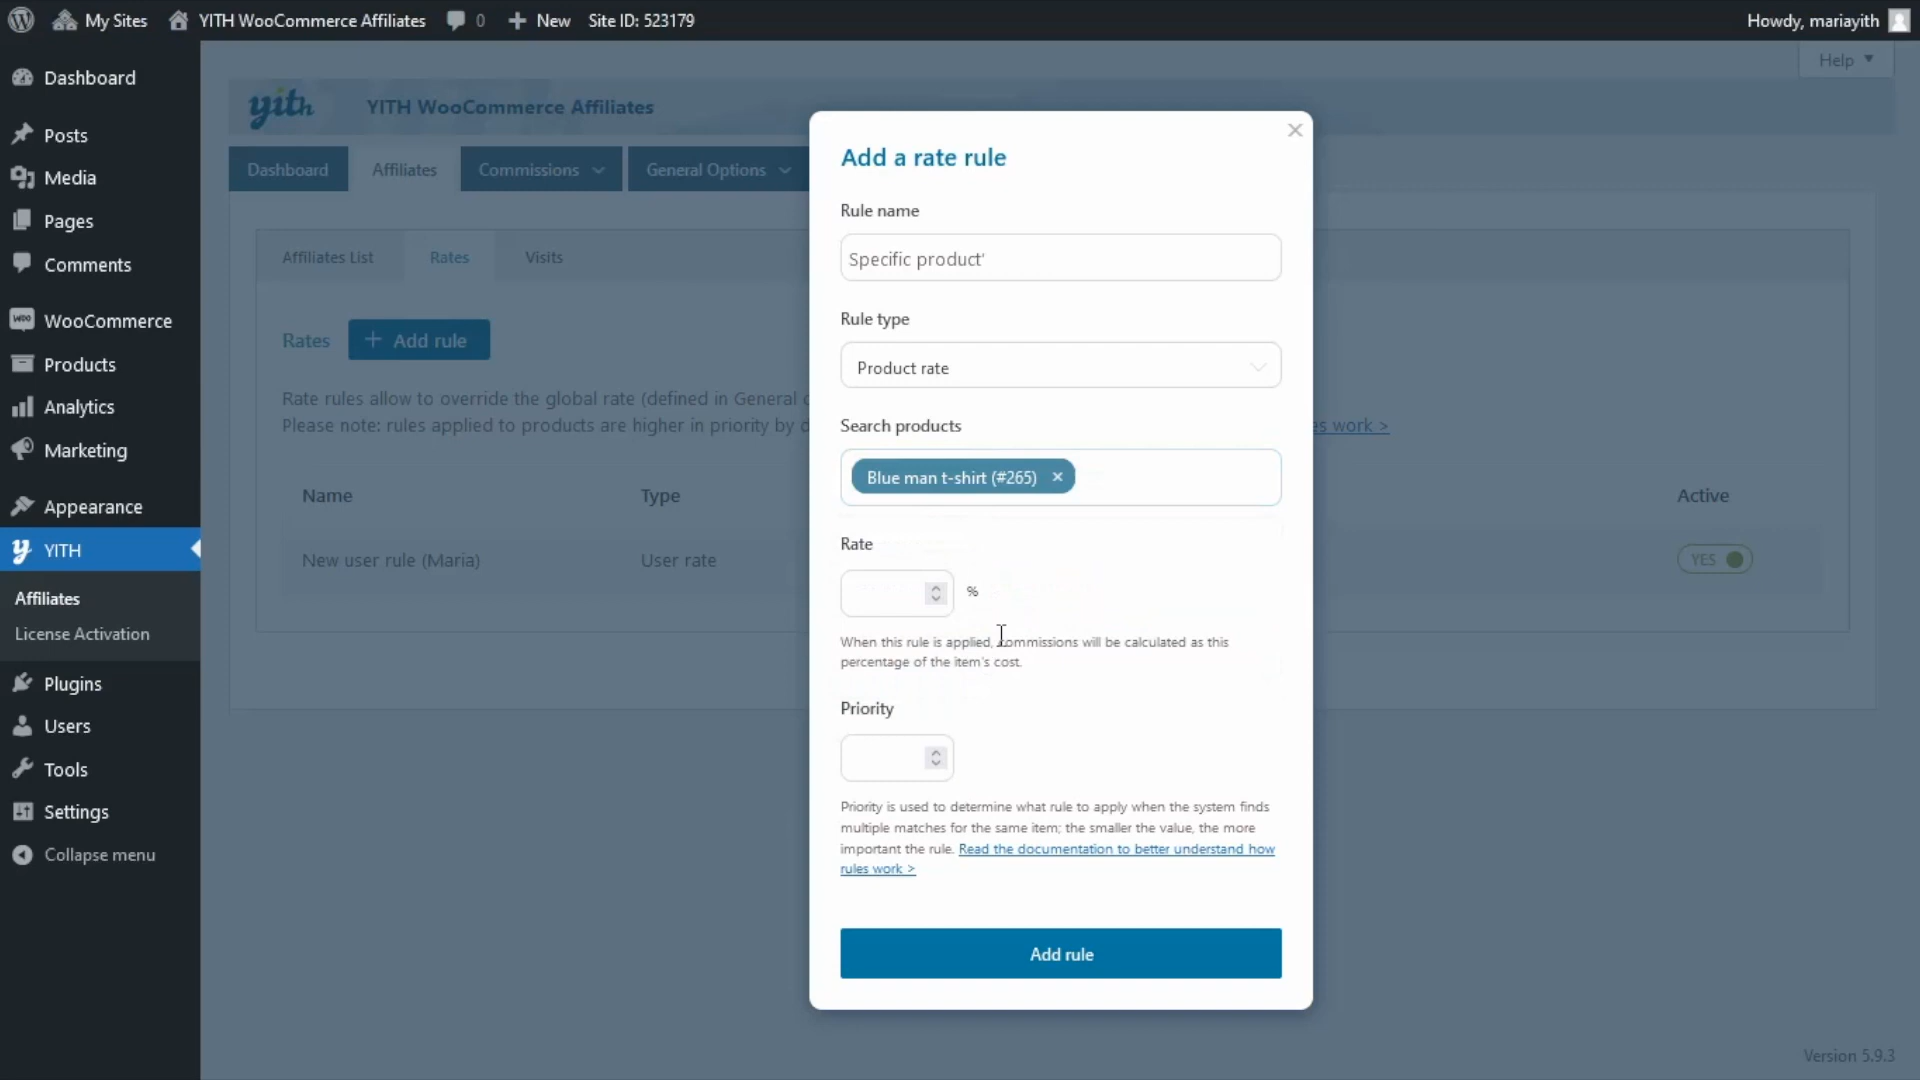 My Sites
YITH WooCommerce Affiliates
0
New
Site ID: 523179
Howdy, mariayith
Help
Dashboard
Posts
Media
Pages
Comments
WOO WooCommerce
Products
Analytics
Marketing
Appearance
YITH
Affiliates
License Activation
Plugins
Users
Tools
Settings
Collapse menu
yith YITH WooCommerce Affiliates
Dashboard
Affiliates
Commissions
General Options
Affiliates List
Rates
Visits
Rates
+ Add rule
Rate rules allow to override the global rate (defined in General
Please note: rules applied to products are higher in priority by
work >
Name
Type
Active
New user rule (Maria)
User rate
YES
Add a rate rule
Rule name
Specific product'
Rule type
Product rate
Search products
Blue man t-shirt (#265) ×
Rate
%
When this rule is applied, commissions will be calculated as this
percentage of the item's cost.
Priority
Priority is used to determine what rule to apply when the system finds
multiple matches for the same item; the smaller the value, the more
important the rule. Read the documentation to better understand how
rules work >
Add rule
Version 5.9.3